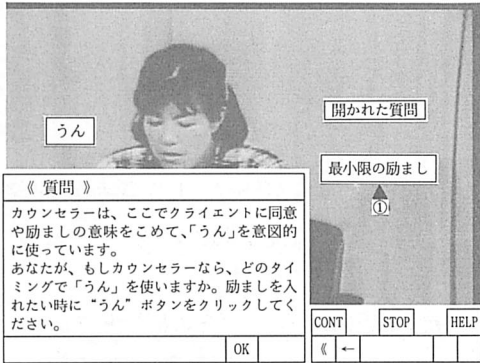 うん
開かれた質問
最小限の励まし
①
《 質問 》
カウンセラーは、ここでクライエントに同意
や励ましの意味をこめて、「うん」を意図的
に使っています。
あなたが、もしカウンセラーなら、どのタイ
ミングで「うん」を使いますか。励ましを入
れたい時に“うん”ボタンをクリックしてく
ださい。
OK
CONT STOP HELP
《 ←